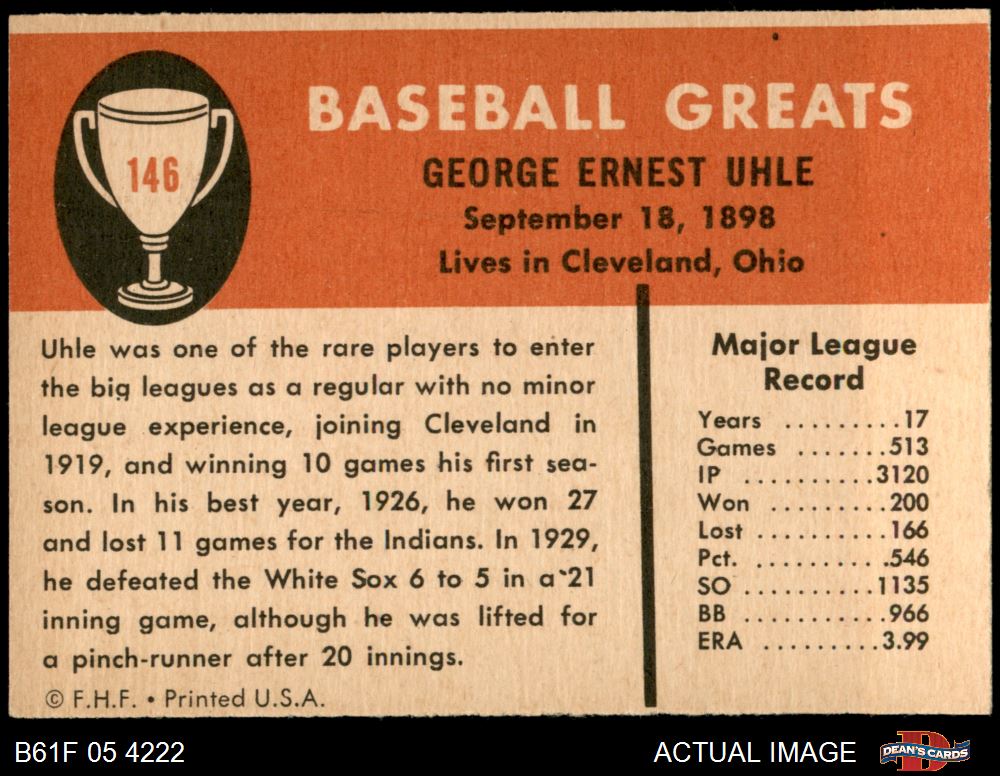 BASEBALL GREATS
146
GEORGE ERNEST UHLE
September 18, 1898
Lives in Cleveland, Ohio
Uhle was one of the rare players to enter
the big leagues as a regular with no minor
league experience, joining Cleveland in
1919, and winning 10 games his first sea-
son. In his best year, 1926, he won 27
and lost 11 games for the Indians. In 1929,
he defeated the White Sox 6 to 5 in a 21
inning game, although he was lifted for
a pinch-runner after 20 innings.
© F.H.F. • Printed U.S.A.
Major League
Record
Years .........17
Games .......513
IP ..........3120
Won .........200
Lost ..........166
Pct. ..........546
SO ..........1135
BB ...........966
ERA .........3.99
B61F 05 4222
ACTUAL IMAGE
D
DEAN'S CARDS